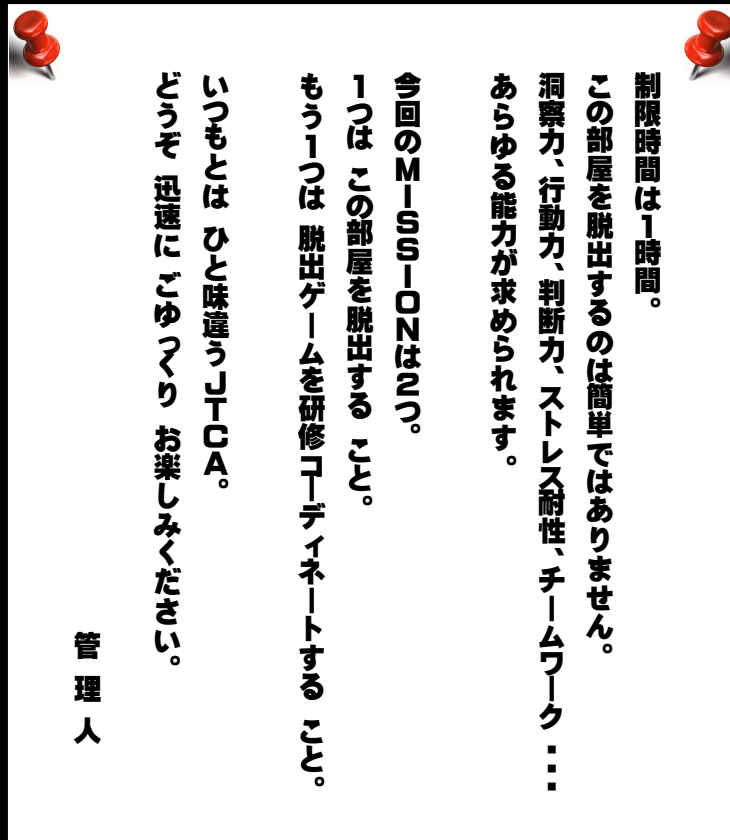 制限時間は1時間。
この部屋を脱出するのは簡単ではありません。
洞察力、行動力、判断力、ストレス耐性、チームワーク・・・
あらゆる能力が求められます。
今回のMISSIONは2つ。
1つは この部屋を脱出する こと。
もう1つは 脱出ゲームを研修コーディネートする こと。
いつもとは ひと味違うJTCA。
どうぞ 迅速に ごゆっくり お楽しみください。
管理人